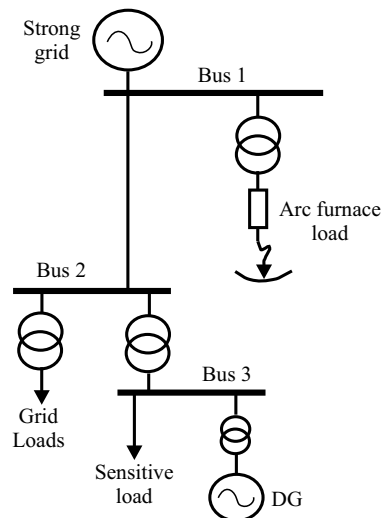 Strong
grid
Bus 1
Arc furnace
load
Bus 2
Bus 3
Grid
Loads
Sensitive
load
DG